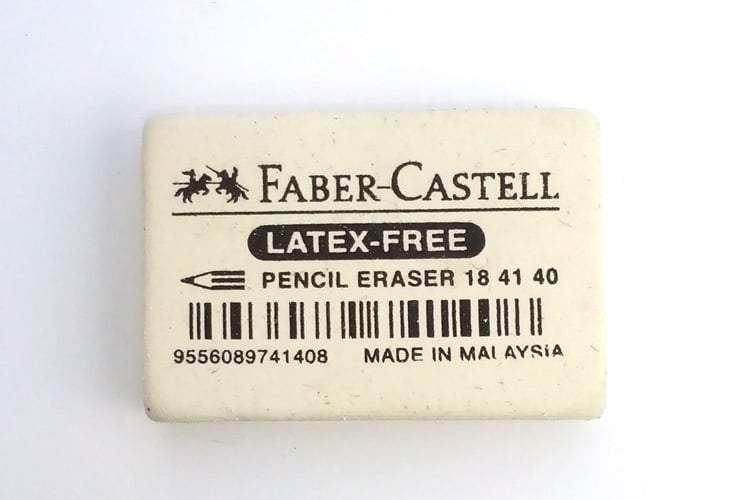 FABER-CASTELL
LATEX-FREE
PENCIL ERASER 18 41 40
9556089741408 MADE IN MALAYSIA